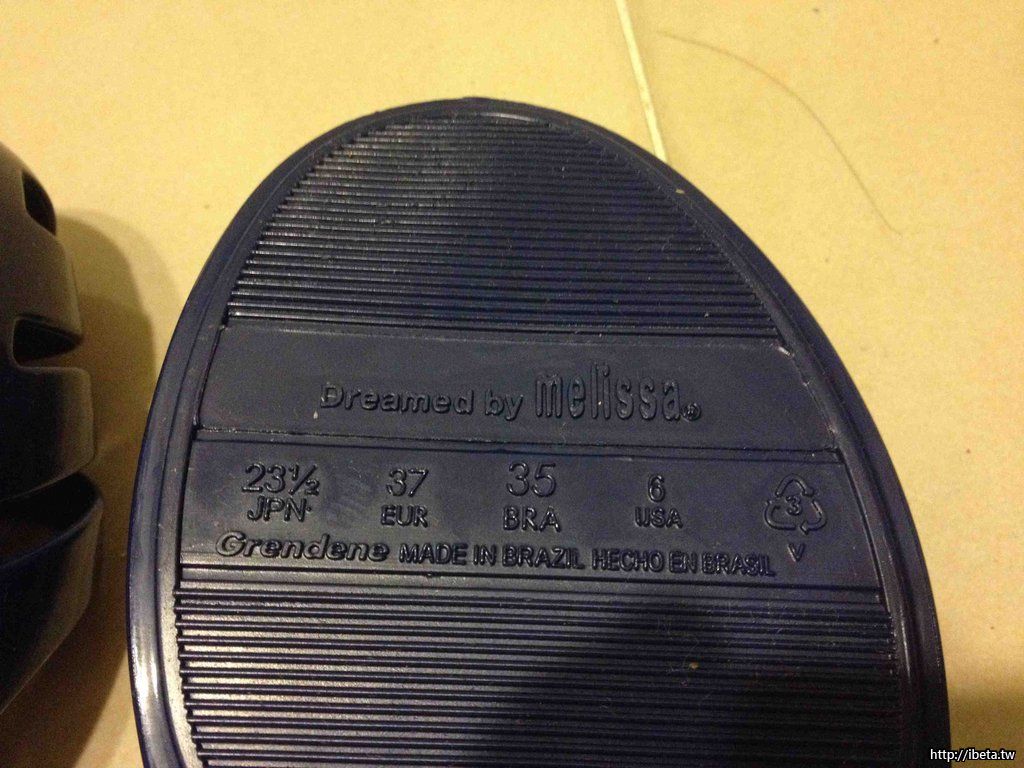 Dreamed by melissa®
23½ 37 35 6
JPN EUR BRA USA
3
V
Grendene MADE IN BRAZIL HECHO EN BRASIL
http://ibeta.tw